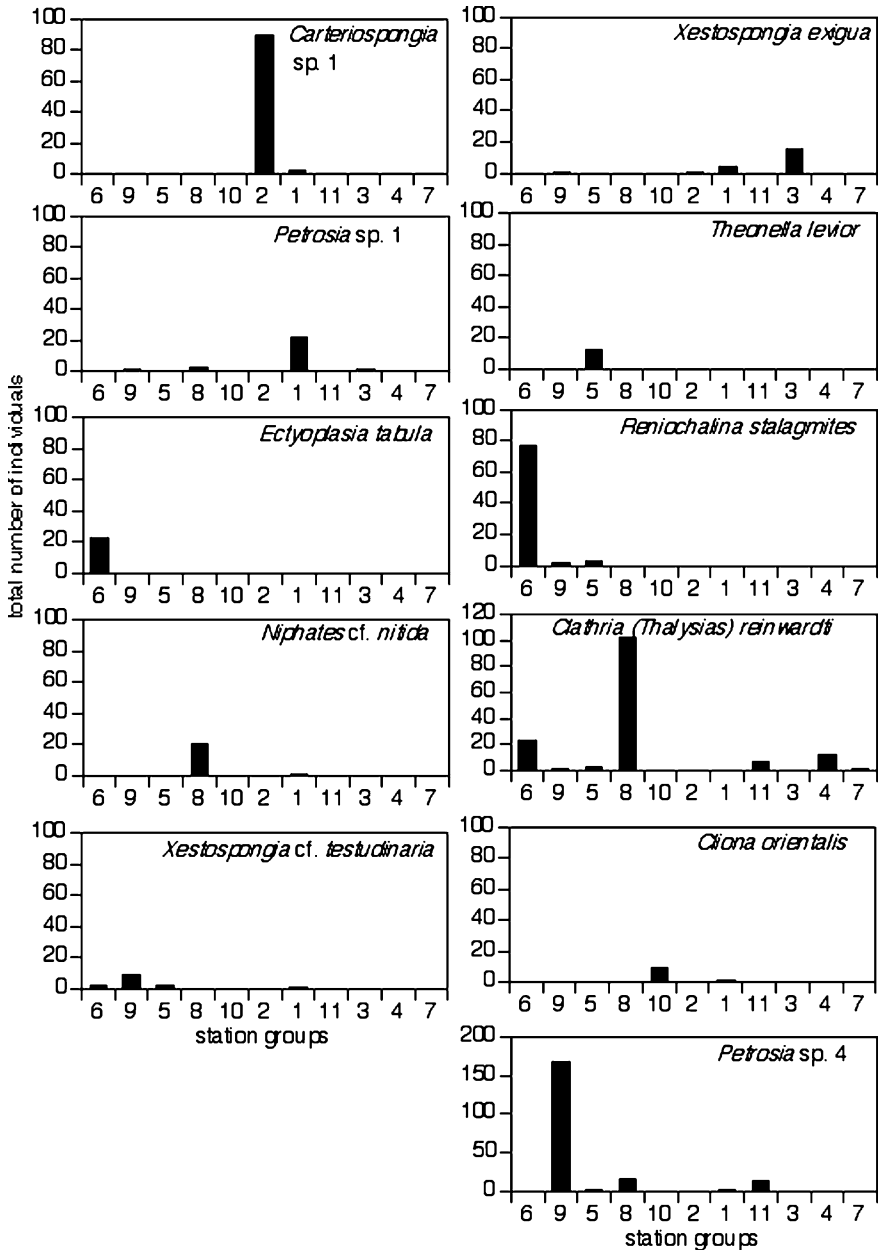 total number of individuals
100
80
60
40
20
0
Carteriospongia
sp. 1
6 9 5 8 10 2 1 11 3 4 7
100
80
60
40
20
0
Xestospongia exigua
6 9 5 8 10 2 1 11 3 4 7
100
80
60
40
20
0
Petrosia sp. 1
6 9 5 8 10 2 1 11 3 4 7
100
80
60
40
20
0
Theonella levior
6 9 5 8 10 2 1 11 3 4 7
100
80
60
40
20
0
Ectyoplasia tabula
6 9 5 8 10 2 1 11 3 4 7
100
80
60
40
20
0
Reniochalina stalagmites
6 9 5 8 10 2 1 11 3 4 7
100
80
60
40
20
0
Niphates cf. nitida
6 9 5 8 10 2 1 11 3 4 7
120
100
80
60
40
20
0
Clathria (Thalysias) reinwardti
6 9 5 8 10 2 1 11 3 4 7
100
80
60
40
20
0
Xestospongia cf. testudinaria
6 9 5 8 10 2 1 11 3 4 7
station groups
100
80
60
40
20
0
Cliona orientalis
6 9 5 8 10 2 1 11 3 4 7
200
150
100
50
0
Petrosia sp. 4
6 9 5 8 10 2 1 11 3 4 7
station groups